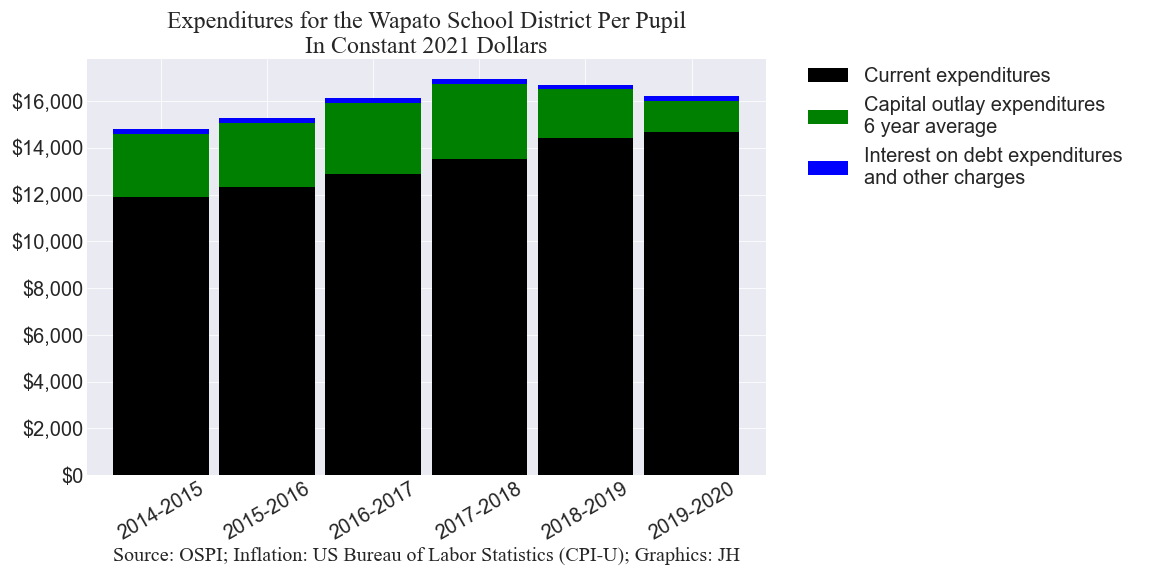 Expenditures for the Wapato School District Per Pupil
In Constant 2021 Dollars
$16,000
$14,000
$12,000
$10,000
$8,000
$6,000
$4,000
$2,000
$0
2014-2015
2015-2016
2016-2017
2017-2018
2018-2019
2019-2020
Current expenditures
Capital outlay expenditures
6 year average
Interest on debt expenditures
and other charges
Source: OSPI; Inflation: US Bureau of Labor Statistics (CPI-U); Graphics: JH